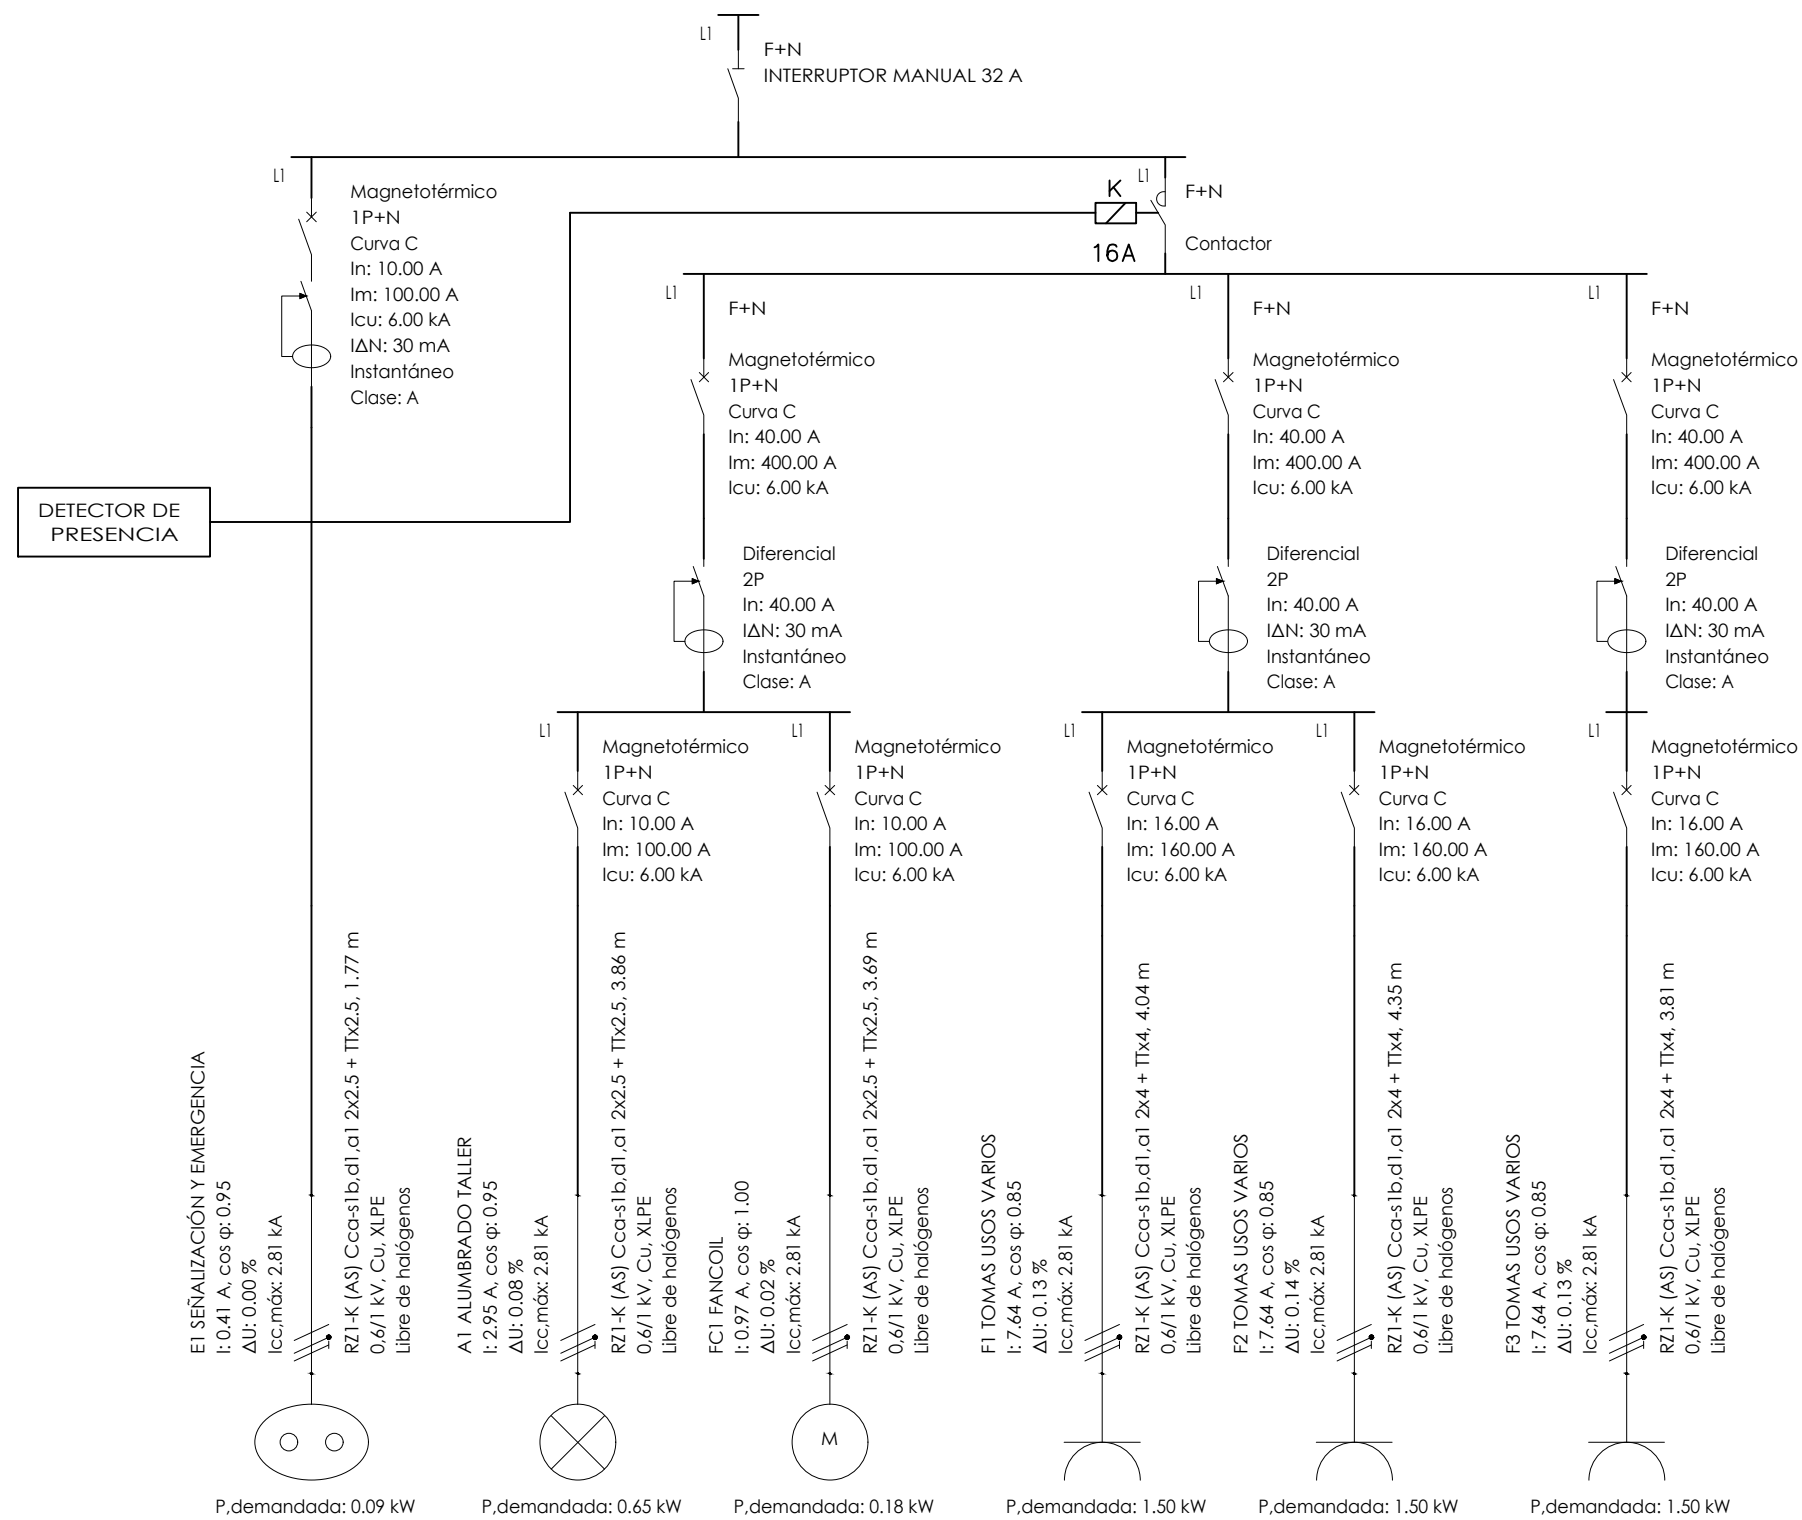 L1
F+N
INTERRUPTOR MANUAL 32 A
L1
Magnetotérmico
1P+N
Curva C
In: 10.00 A
Im: 100.00 A
Icu: 6.00 kA
IΔN: 30 mA
Instantáneo
Clase: A
L1
K
F+N
16A
Contactor
DETECTOR DE
PRESENCIA
L1
F+N
Magnetotérmico
1P+N
Curva C
In: 40.00 A
Im: 400.00 A
Icu: 6.00 kA
Diferencial
2P
In: 40.00 A
IΔN: 30 mA
Instantáneo
Clase: A
L1
F+N
Magnetotérmico
1P+N
Curva C
In: 40.00 A
Im: 400.00 A
Icu: 6.00 kA
Diferencial
2P
In: 40.00 A
IΔN: 30 mA
Instantáneo
Clase: A
L1
F+N
Magnetotérmico
1P+N
Curva C
In: 40.00 A
Im: 400.00 A
Icu: 6.00 kA
Diferencial
2P
In: 40.00 A
IΔN: 30 mA
Instantáneo
Clase: A
L1
Magnetotérmico
1P+N
Curva C
In: 10.00 A
Im: 100.00 A
Icu: 6.00 kA
L1
Magnetotérmico
1P+N
Curva C
In: 10.00 A
Im: 100.00 A
Icu: 6.00 kA
L1
Magnetotérmico
1P+N
Curva C
In: 16.00 A
Im: 160.00 A
Icu: 6.00 kA
L1
Magnetotérmico
1P+N
Curva C
In: 16.00 A
Im: 160.00 A
Icu: 6.00 kA
L1
Magnetotérmico
1P+N
Curva C
In: 16.00 A
Im: 160.00 A
Icu: 6.00 kA
E1 SEÑALIZACIÓN Y EMERGENCIA
I: 0.41 A, cos φ: 0.95
ΔU: 0.00 %
Icc,máx: 2.81 kA
RZ1-K (AS) Cca-s1b,d1,a1 2x2.5 + TTx2.5, 1.77 m
0,6/1 kV, Cu, XLPE
Libre de halógenos
A1 ALUMBRADO TALLER
I: 2.95 A, cos φ: 0.95
ΔU: 0.08 %
Icc,máx: 2.81 kA
RZ1-K (AS) Cca-s1b,d1,a1 2x2.5 + TTx2.5, 3.86 m
0,6/1 kV, Cu, XLPE
Libre de halógenos
FC1 FANCOIL
I: 0.97 A, cos φ: 1.00
ΔU: 0.02 %
Icc,máx: 2.81 kA
RZ1-K (AS) Cca-s1b,d1,a1 2x2.5 + TTx2.5, 3.69 m
0,6/1 kV, Cu, XLPE
Libre de halógenos
F1 TOMAS USOS VARIOS
I: 7.64 A, cos φ: 0.85
ΔU: 0.13 %
Icc,máx: 2.81 kA
RZ1-K (AS) Cca-s1b,d1,a1 2x4 + TTx4, 4.04 m
0,6/1 kV, Cu, XLPE
Libre de halógenos
F2 TOMAS USOS VARIOS
I: 7.64 A, cos φ: 0.85
ΔU: 0.14 %
Icc,máx: 2.81 kA
RZ1-K (AS) Cca-s1b,d1,a1 2x4 + TTx4, 4.35 m
0,6/1 kV, Cu, XLPE
Libre de halógenos
F3 TOMAS USOS VARIOS
I: 7.64 A, cos φ: 0.85
ΔU: 0.13 %
Icc,máx: 2.81 kA
RZ1-K (AS) Cca-s1b,d1,a1 2x4 + TTx4, 3.81 m
0,6/1 kV, Cu, XLPE
Libre de halógenos
M
P,demandada: 0.09 kW
P,demandada: 0.65 kW
P,demandada: 0.18 kW
P,demandada: 1.50 kW
P,demandada: 1.50 kW
P,demandada: 1.50 kW